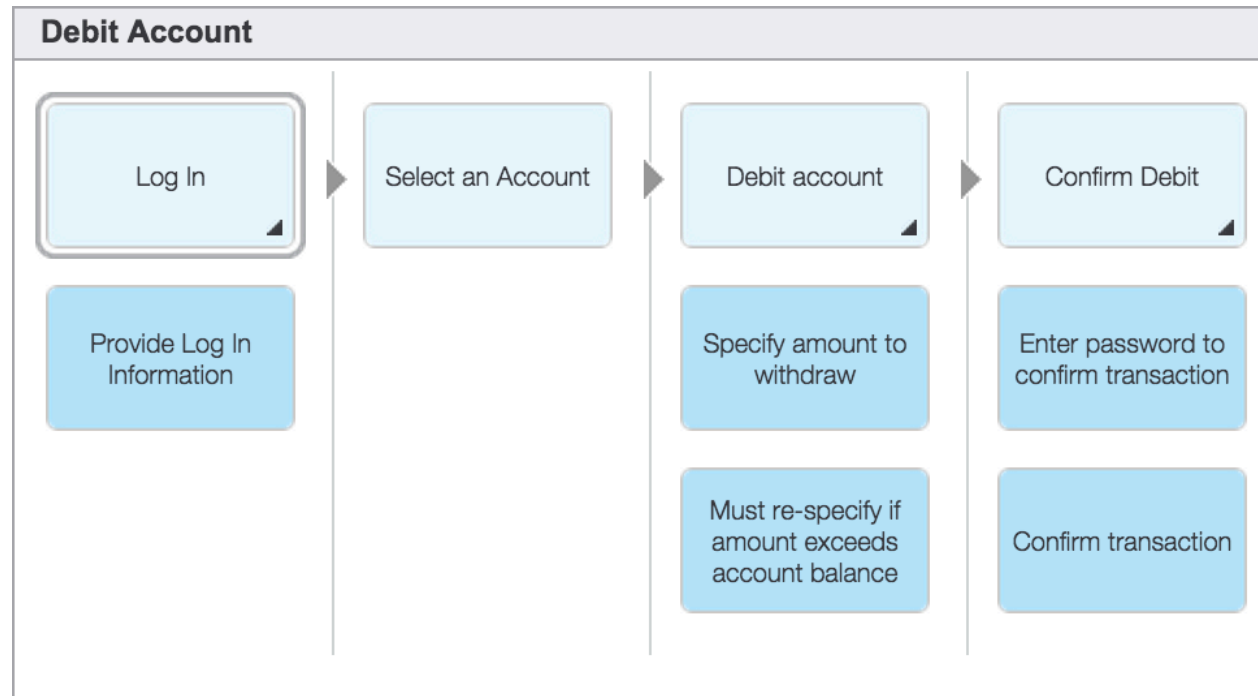 Debit Account
Log In
Select an Account
Debit account
Confirm Debit
Provide Log In
Information
Specify amount to
withdraw
Enter password to
confirm transaction
Must re-specify if
amount exceeds
account balance
Confirm transaction